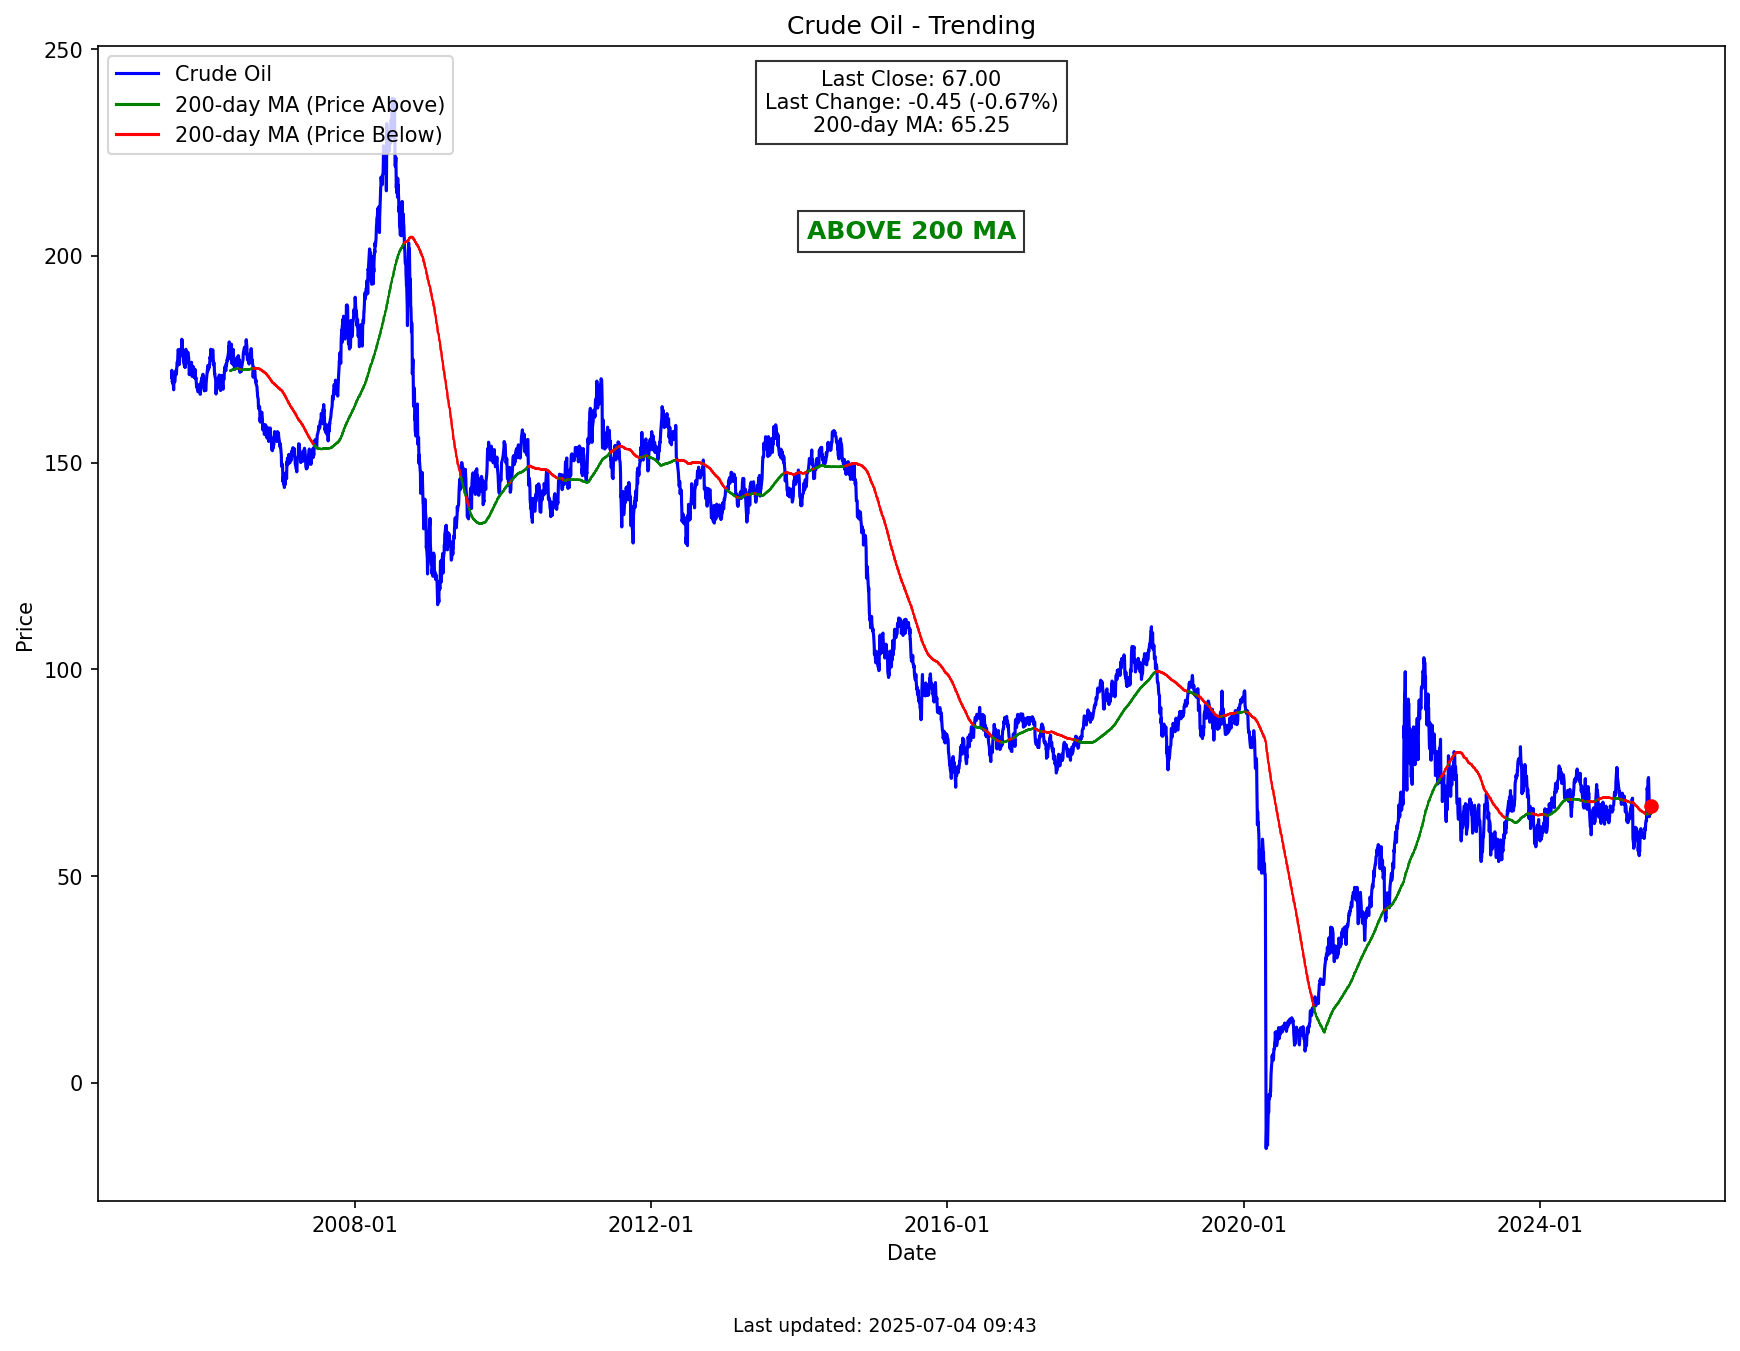 Crude Oil - Trending
250
Crude Oil
200-day MA (Price Above)
200-day MA (Price Below)
Last Close: 67.00
Last Change: -0.45 (-0.67%)
200-day MA: 65.25
ABOVE 200 MA
200
150
100
50
0
Price
2008-01
2012-01
2016-01
2020-01
2024-01
Date
Last updated: 2025-07-04 09:43